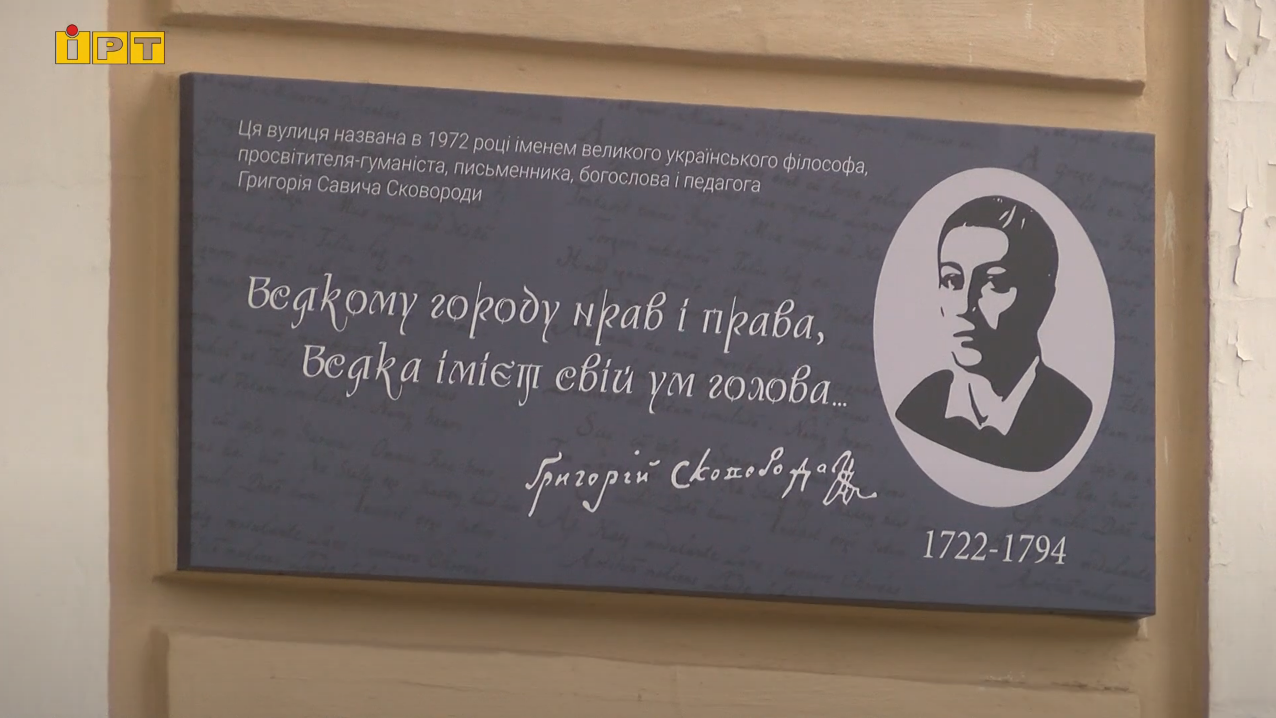 іРТ
Ця вулиця названа в 1972 році іменем великого українського філософа,
просвітителя-гуманіста, письменника, богослова і педагога
Григорія Савича Сковороди
Всякому городу нрав і права,
Всяка імієт свій ум голова...
Григорій Сковорода
1722-1794